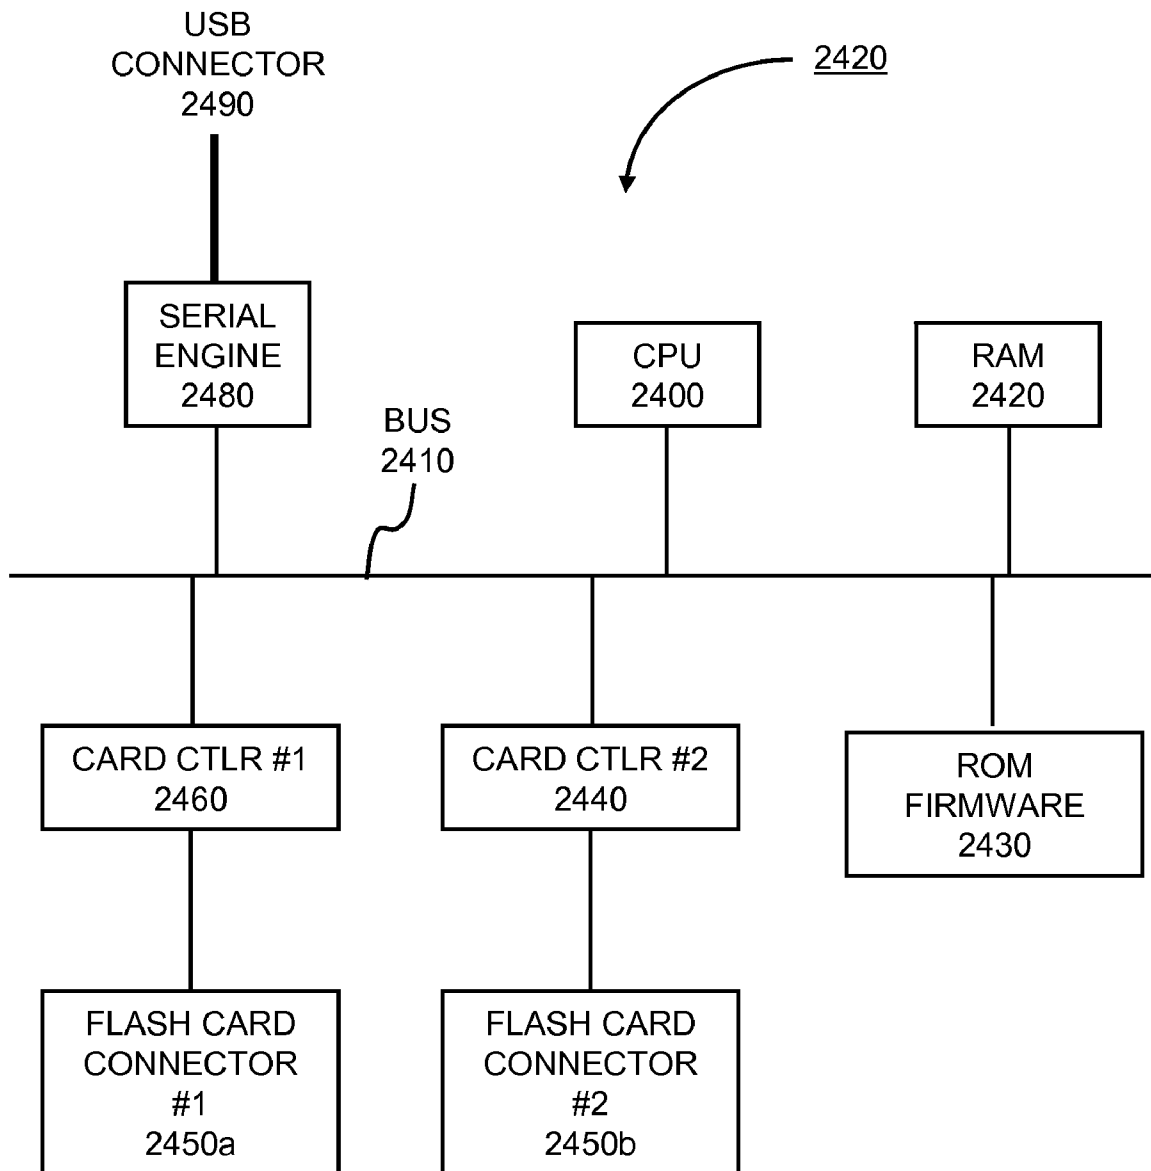 USB
CONNECTOR
2490
2420
SERIAL
ENGINE
2480
CPU
2400
RAM
2420
BUS
2410
CARD CTLR #1
2460
CARD CTLR #2
2440
ROM
FIRMWARE
2430
FLASH CARD
CONNECTOR
#1
2450a
FLASH CARD
CONNECTOR
#2
2450b